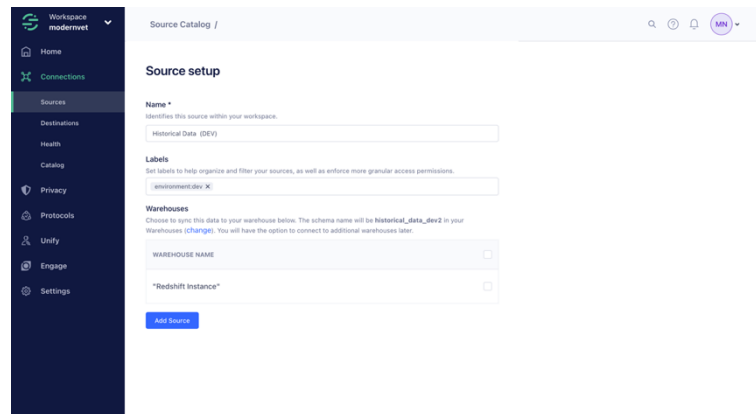 Workspace
modernvet
Source Catalog /
MN
Home
Connections
Sources
Destinations
Health
Catalog
Privacy
Protocols
Unify
Engage
Settings
Source setup
Name *
Identifies this source within your workspace.
Historical Data (DEV)
Labels
Set labels to help organize and filter your sources, as well as enforce more granular access permissions.
environment:dev ×
Warehouses
Choose to sync this data to your warehouse below. The schema name will be historical_data_dev2 in your
Warehouses (change). You will have the option to connect to additional warehouses later.
WAREHOUSE NAME
"Redshift Instance"
Add Source